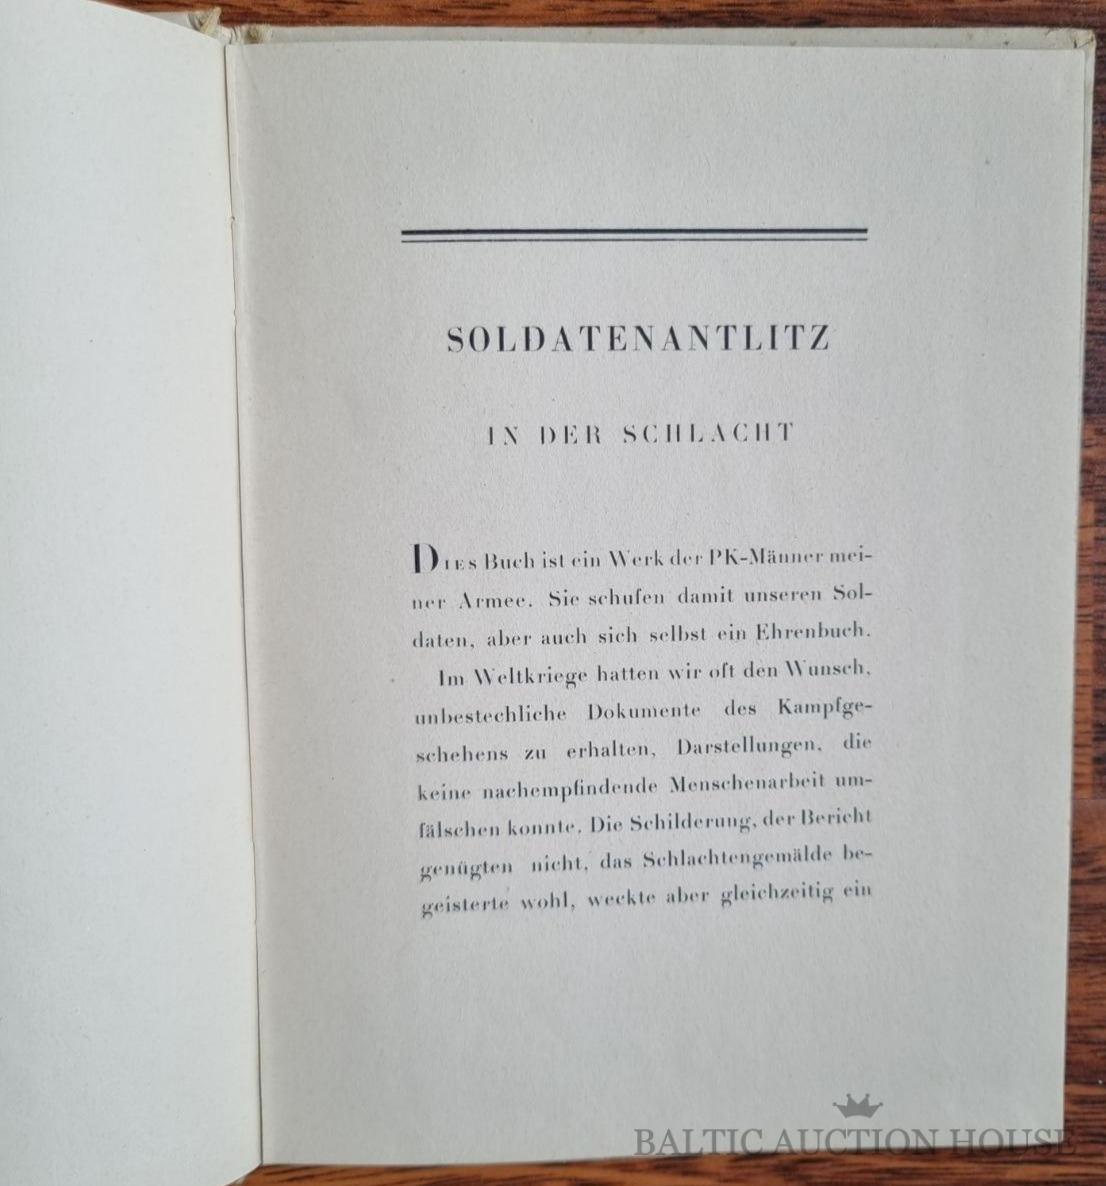 SOLDATENANTLITZ
IN DER SCHLACHT
DIES Buch ist ein Werk der PK-Männer mei-
ner Armee. Sie schufen damit unseren Sol-
daten, aber auch sich selbst ein Ehrenbuch.
Im Weltkriege hatten wir oft den Wunsch,
unbestechliche Dokumente des Kampfge-
schehens zu erhalten, Darstellungen, die
keine nachempfindende Menschenarbeit um-
fälschen konnte. Die Schilderung, der Bericht
genügten nicht, das Schlachtengemälde be-
geisterte wohl, weckte aber gleichzeitig ein
BALTIC AUCTION HOUSE